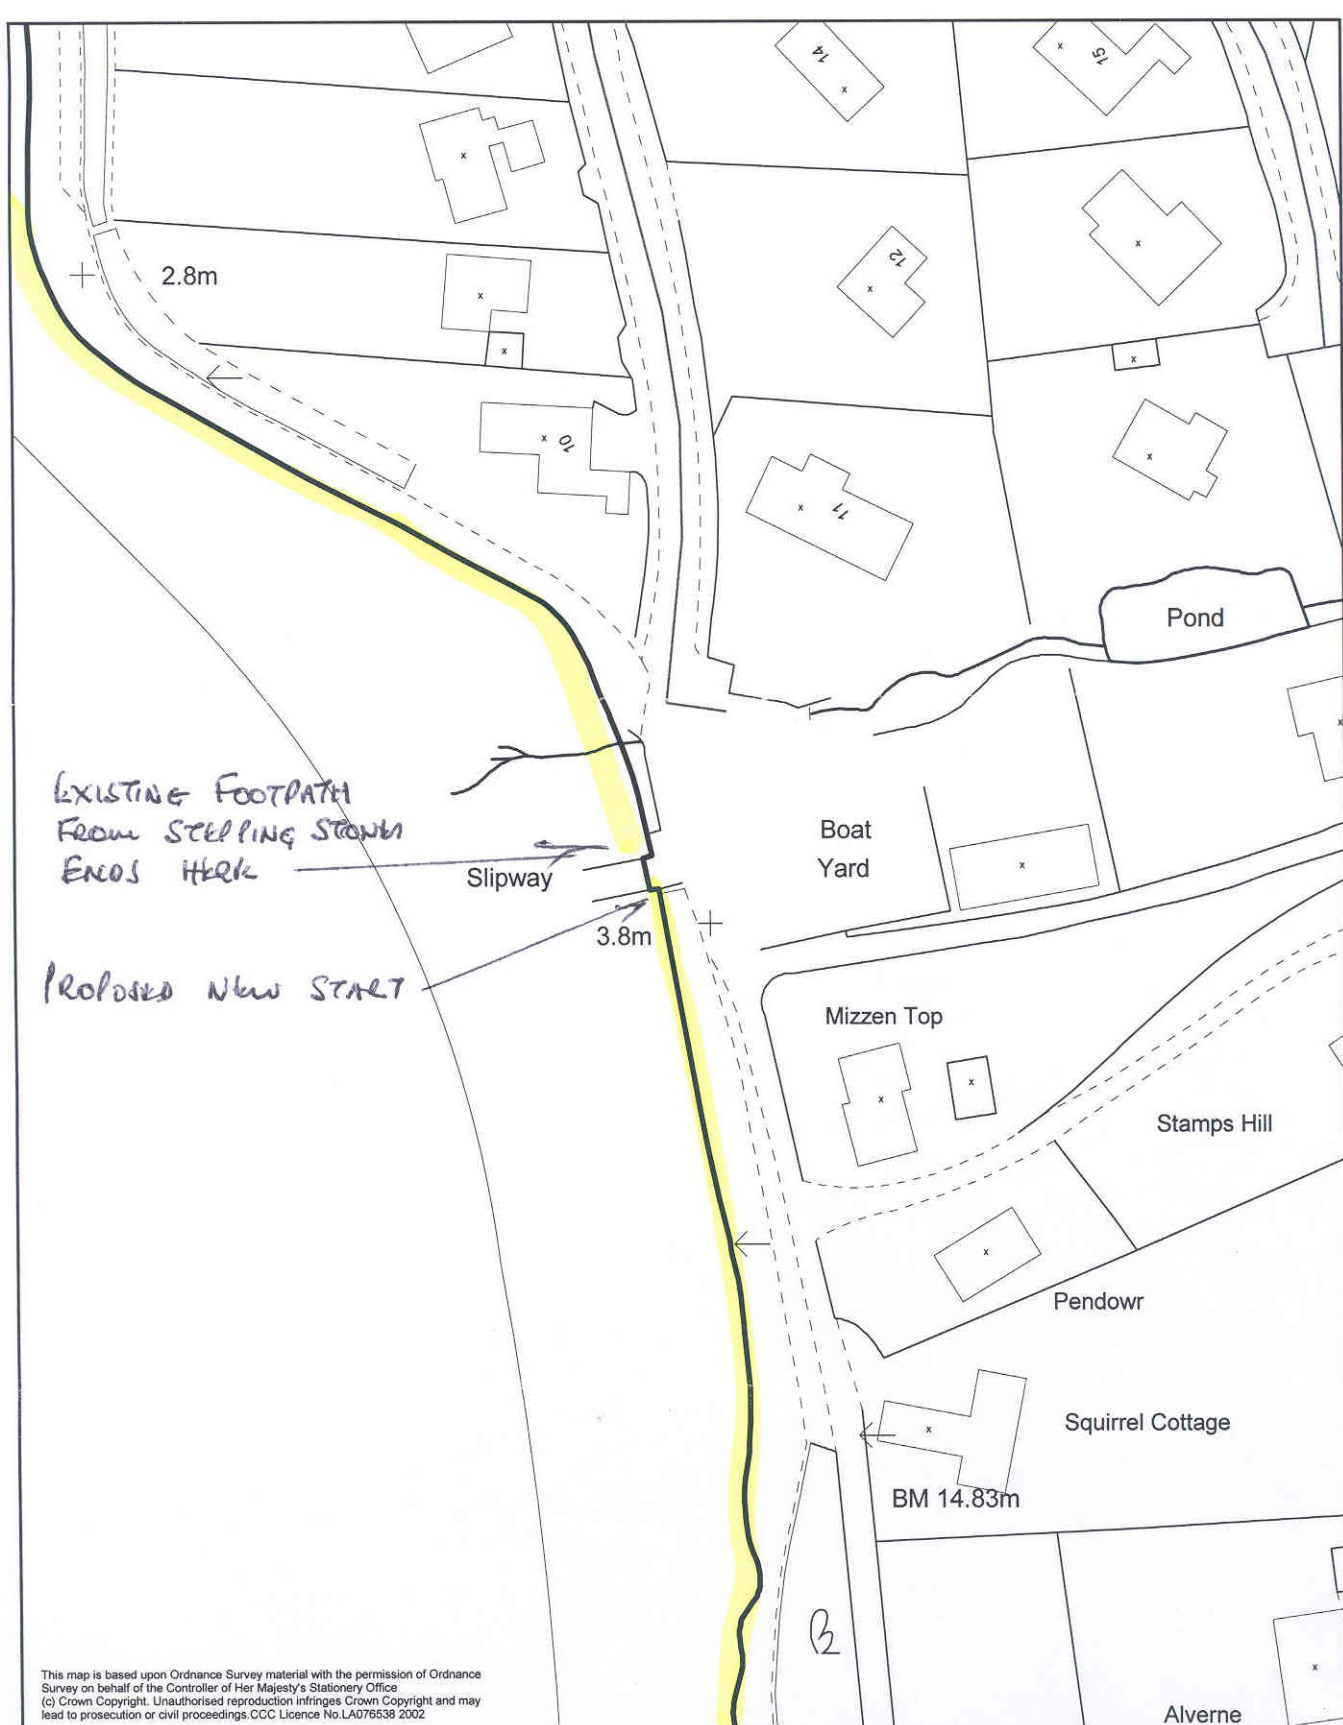 14
15
12
2.8m
10
11
Pond
EXISTING FOOTPATH
FROM STEPPING STONES
ENDS HERE
Boat
Yard
Slipway
3.8m
PROPOSED NEW START
Mizzen Top
Stamps Hill
Pendowr
Squirrel Cottage
BM 14.83m
B
This map is based upon Ordnance Survey material with the permission of Ordnance
Survey on behalf of the Controller of Her Majesty's Stationery Office
(c) Crown Copyright. Unauthorised reproduction infringes Crown Copyright and may
lead to prosecution or civil proceedings.CCC Licence No.LA076538 2002
Alverne